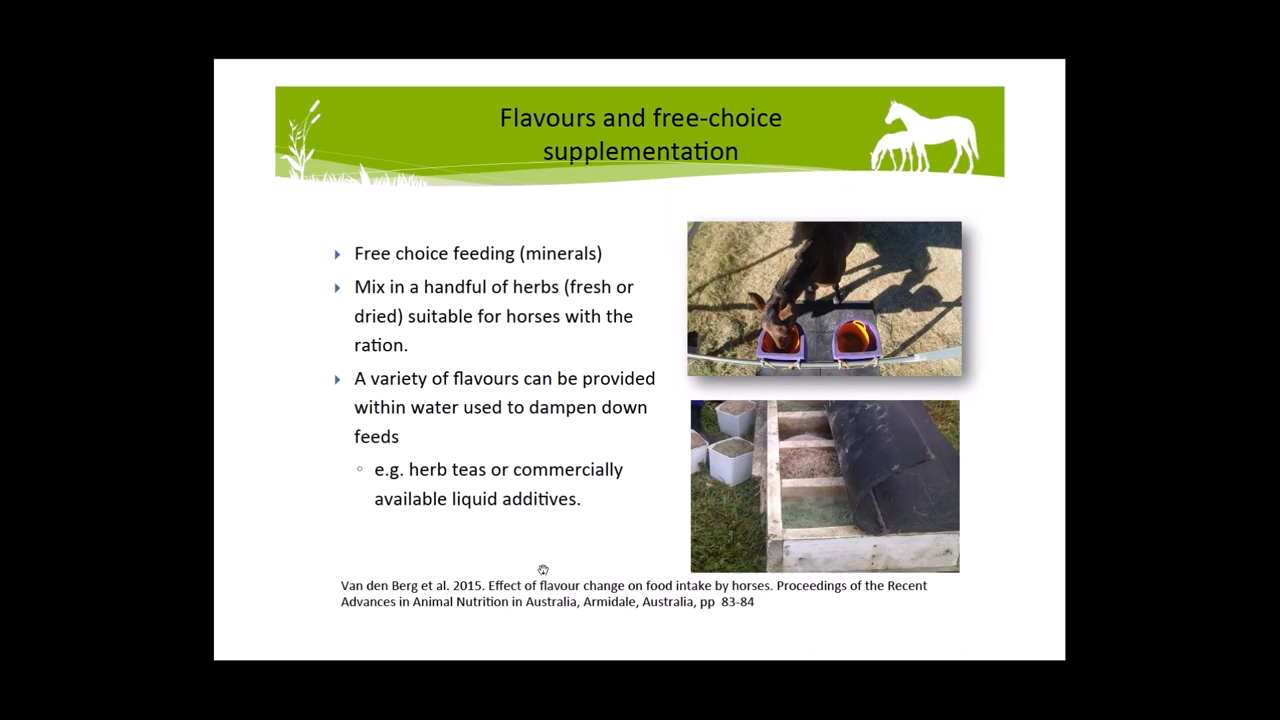 Flavours and free-choice
supplementation
Free choice feeding (minerals)
Mix in a handful of herbs (fresh or
dried) suitable for horses with the
ration.
A variety of flavours can be provided
within water used to dampen down
feeds
e.g. herb teas or commercially
available liquid additives.
Van den Berg et al. 2015. Effect of flavour change on food intake by horses. Proceedings of the Recent
Advances in Animal Nutrition in Australia, Armidale, Australia, pp  83-84